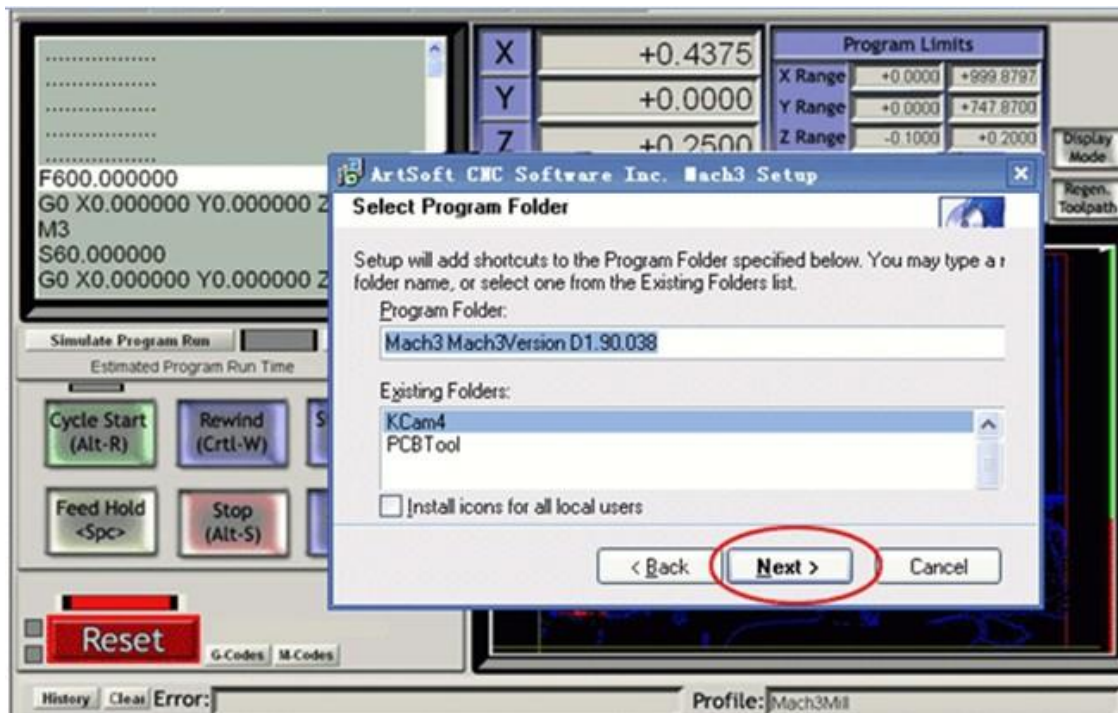 ................
................
................
................
F600.000000
G0 X0.000000 Y0.000000 Z
M3
S60.000000
G0 X0.000000 Y0.000000 Z
X +0.4375
Y +0.0000
Z +0.2500
Program Limits
X Range +0.0000 +999.8797
Y Range +0.0000 +747.8700
Z Range -0.1000 +0.2000
Display
Mode
Regen.
Toolpath
ArtSoft CNC Software Inc. Mach3 Setup
Select Program Folder
Setup will add shortcuts to the Program Folder specified below. You may type a
folder name, or select one from the Existing Folders list.
Program Folder:
Mach3 Mach3Version D1.90.038
Existing Folders:
KCam4
PCBTool
Install icons for all local users
< Back
Next >
Cancel
Simulate Program Run
Estimated Program Run Time
Cycle Start
(Alt-R)
Rewind
(Crtl-W)
Feed Hold
<Spc>
Stop
(Alt-S)
Reset
G-Codes
M-Codes
History
Clear
Error:
Profile:
Mach3Mill